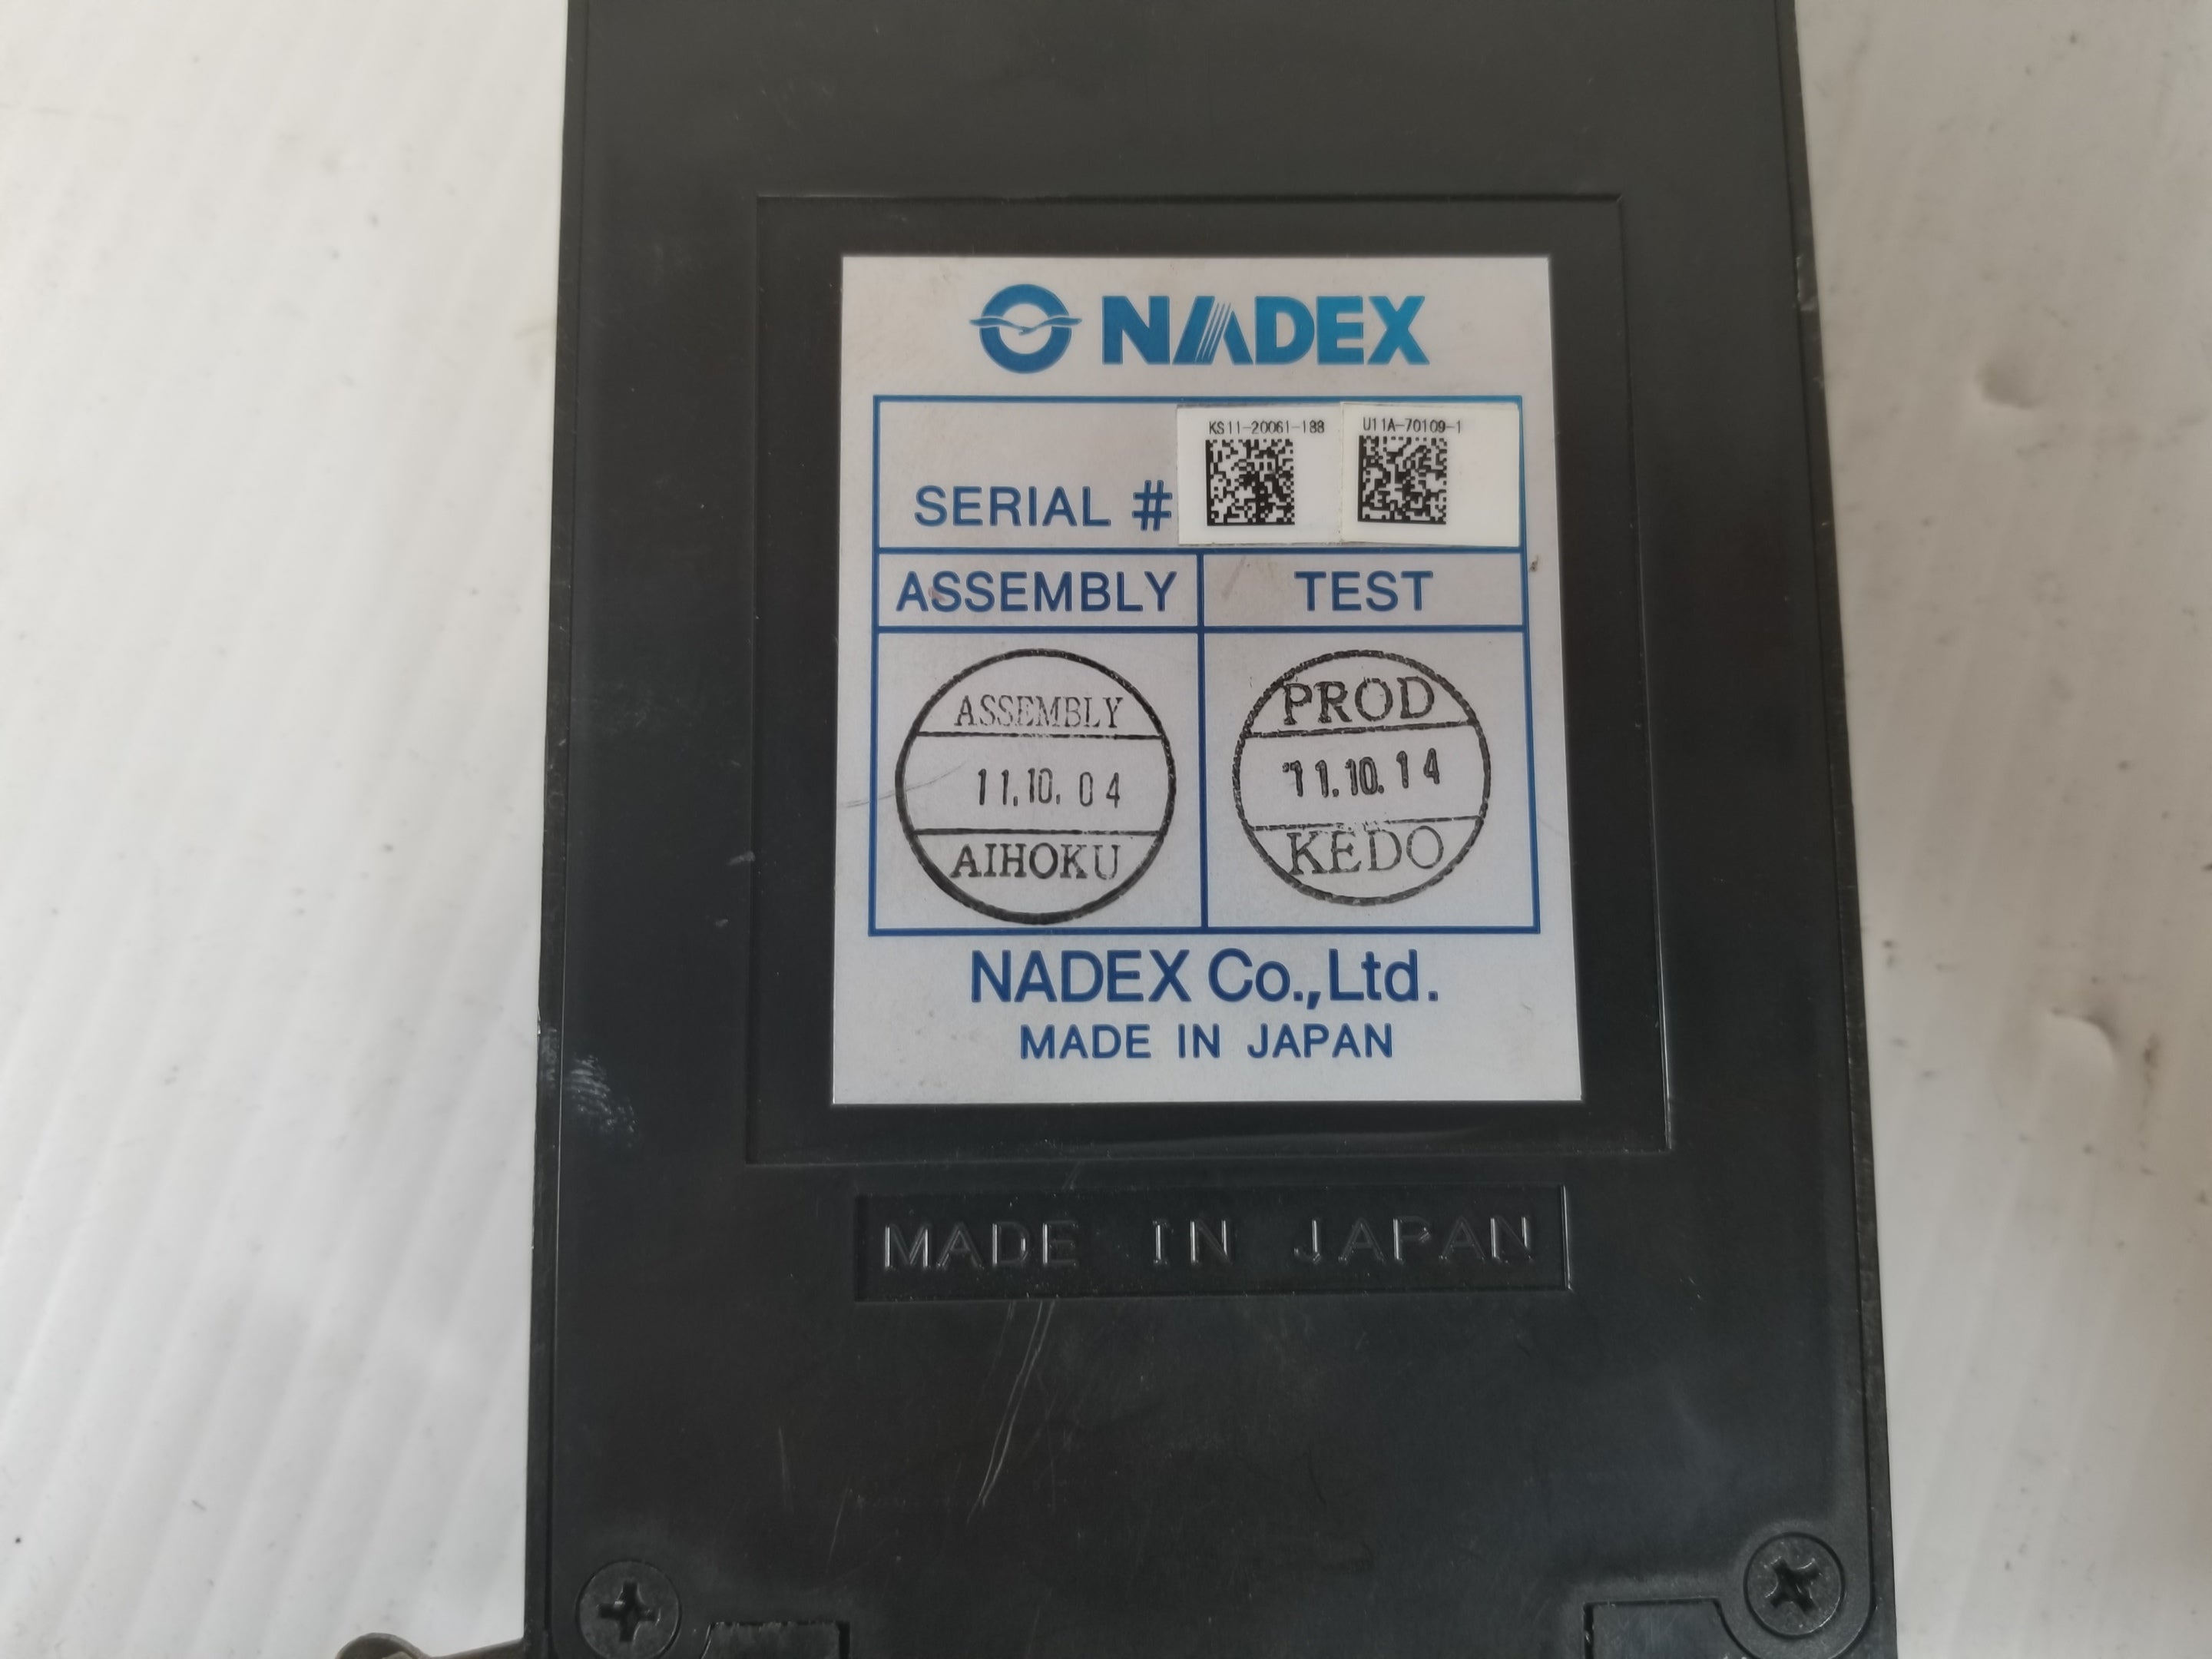 NADEX
KS11-20061-188
U11A-70109-1
SERIAL #
ASSEMBLY
TEST
ASSEMBLY
11.10.04
AIHOKU
PROD
11.10.14
KEDO
NADEX Co.,Ltd.
MADE IN JAPAN
MADE IN JAPAN